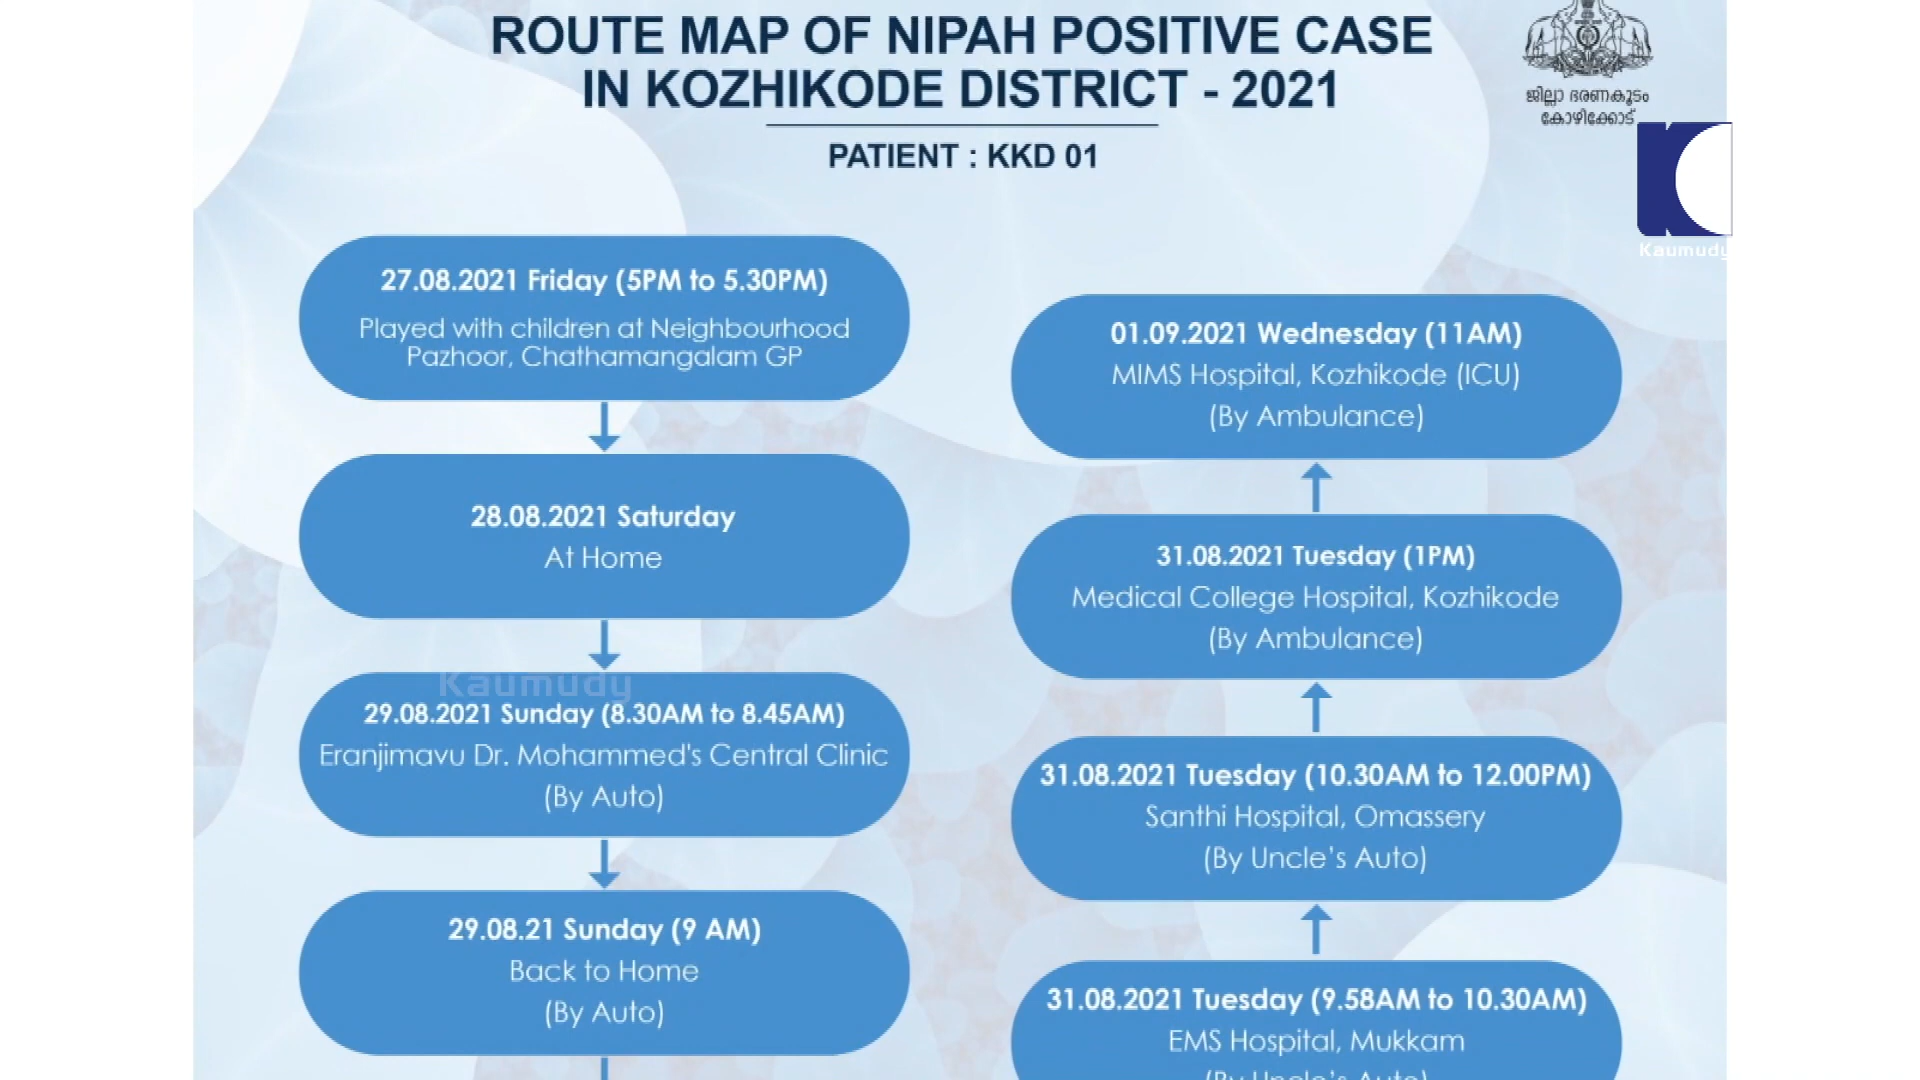 ROUTE MAP OF NIPAH POSITIVE CASE
IN KOZHIKODE DISTRICT - 2021
PATIENT : KKD 01
ജില്ലാ ഭരണകൂടം
കോഴിക്കോട്
Kaumudy
27.08.2021 Friday (5PM to 5.30PM)
Played with children at Neighbourhood
Pazhoor, Chathamangalam GP
28.08.2021 Saturday
At Home
Kaumudy
29.08.2021 Sunday (8.30AM to 8.45AM)
Eranjimavu Dr. Mohammed's Central Clinic
(By Auto)
29.08.21 Sunday (9 AM)
Back to Home
(By Auto)
01.09.2021 Wednesday (11AM)
MIMS Hospital, Kozhikode (ICU)
(By Ambulance)
31.08.2021 Tuesday (1PM)
Medical College Hospital, Kozhikode
(By Ambulance)
31.08.2021 Tuesday (10.30AM to 12.00PM)
Santhi Hospital, Omassery
(By Uncle’s Auto)
31.08.2021 Tuesday (9.58AM to 10.30AM)
EMS Hospital, Mukkam
(By Uncle’s Auto)